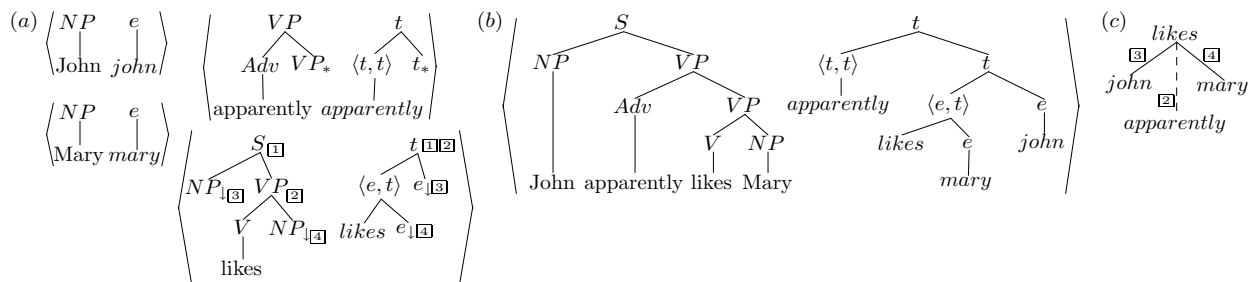 (a) NP e VP t
John john Adv VP* ⟨t, t⟩ t*
apparently apparently
NP e
Mary mary
S 1 t 1 2
NP↓ 3 VP 2 ⟨e, t⟩ e↓ 3
V NP↓ 4 likes e↓ 4
likes
(b) S t
NP VP ⟨t, t⟩ t
Adv VP apparently ⟨e, t⟩ e
V NP likes e john
John apparently likes Mary mary
(c) likes
3 4
john mary
2
apparently